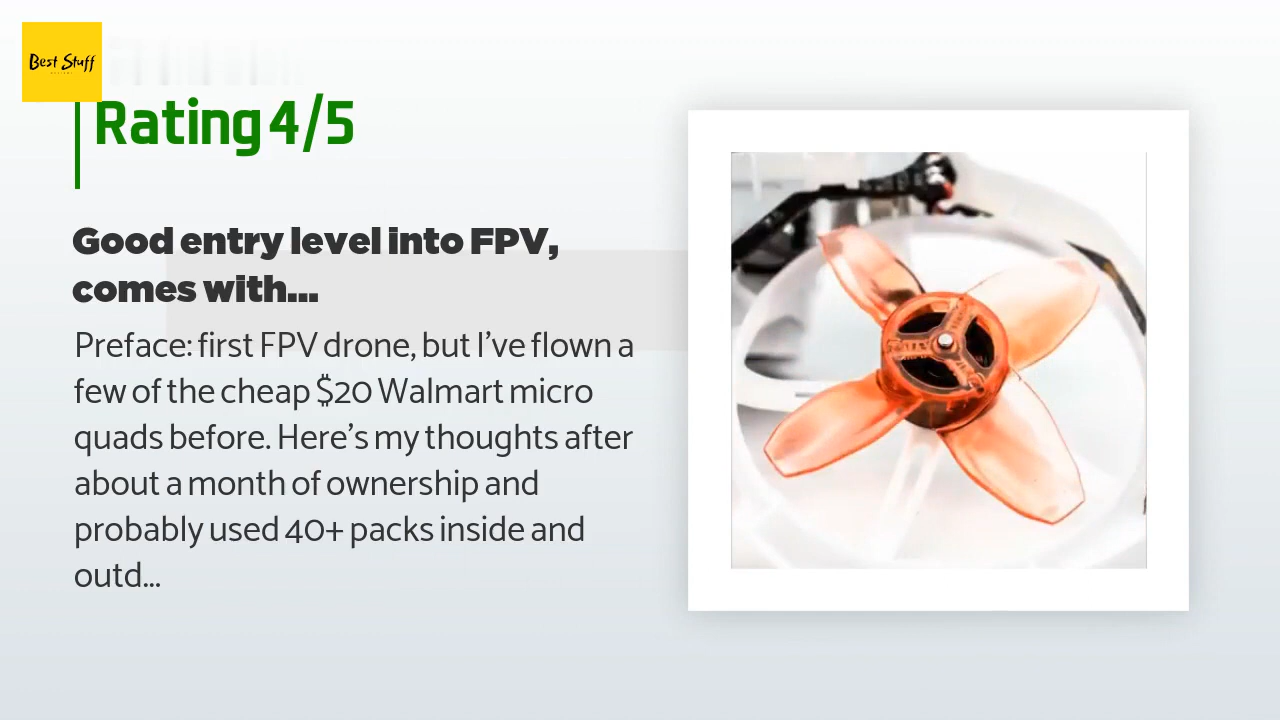 Best Stuff
Rating 4/5
Good entry level into FPV,
comes with...
Preface: first FPV drone, but I’ve flown a
few of the cheap $20 Walmart micro
quads before. Here’s my thoughts after
about a month of ownership and
probably used 40+ packs inside and
outd...